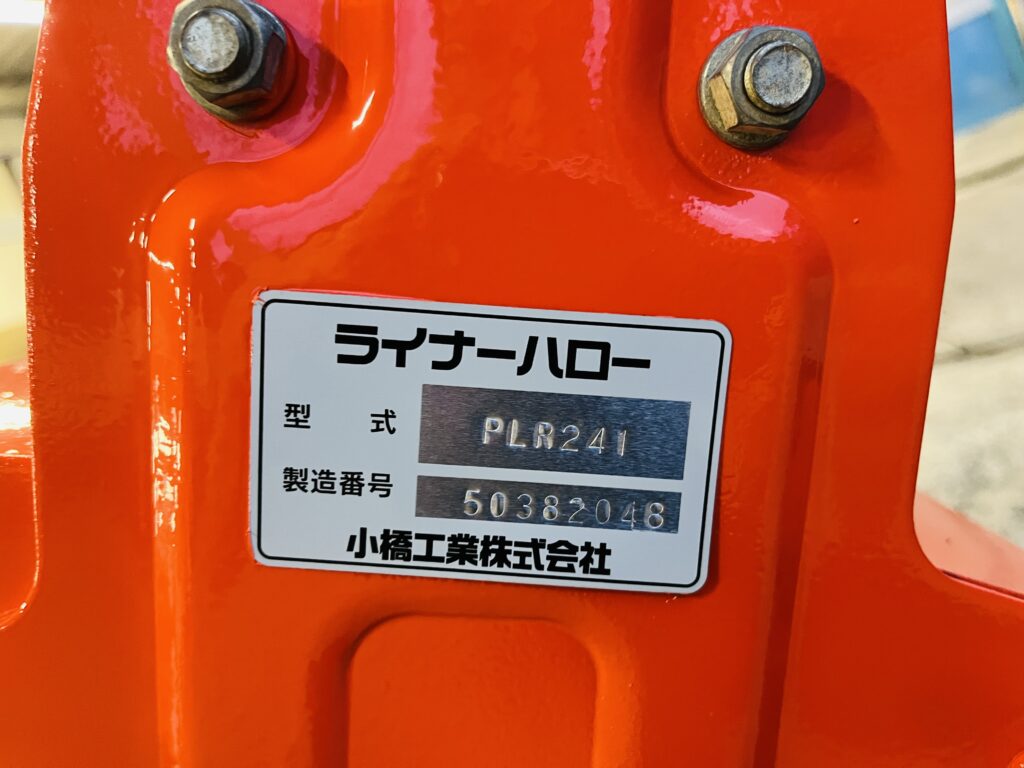 ライナーハロー
型 式 PLR241
製造番号 50382048
小橋工業株式会社